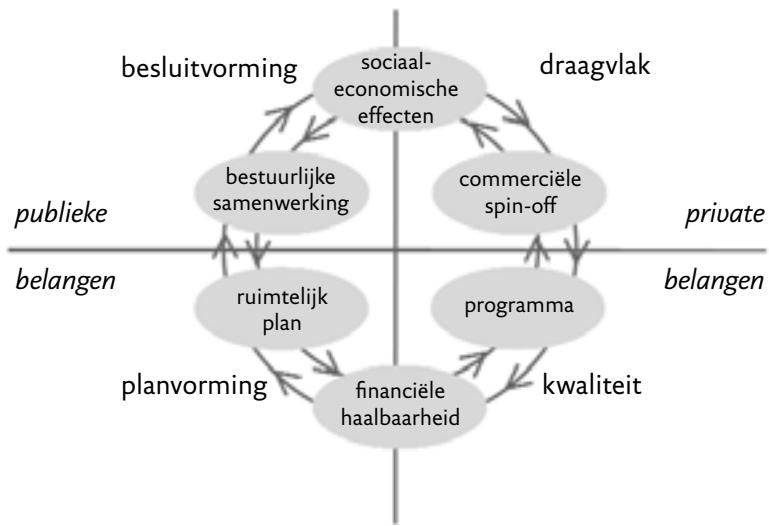 besluitvorming
sociaal-
economische
effecten
draagvlak
bestuurlijke
samenwerking
commerciële
spin-off
publieke
private
belangen
belangen
ruimtelijk
plan
programma
planvorming
financiële
haalbaarheid
kwaliteit